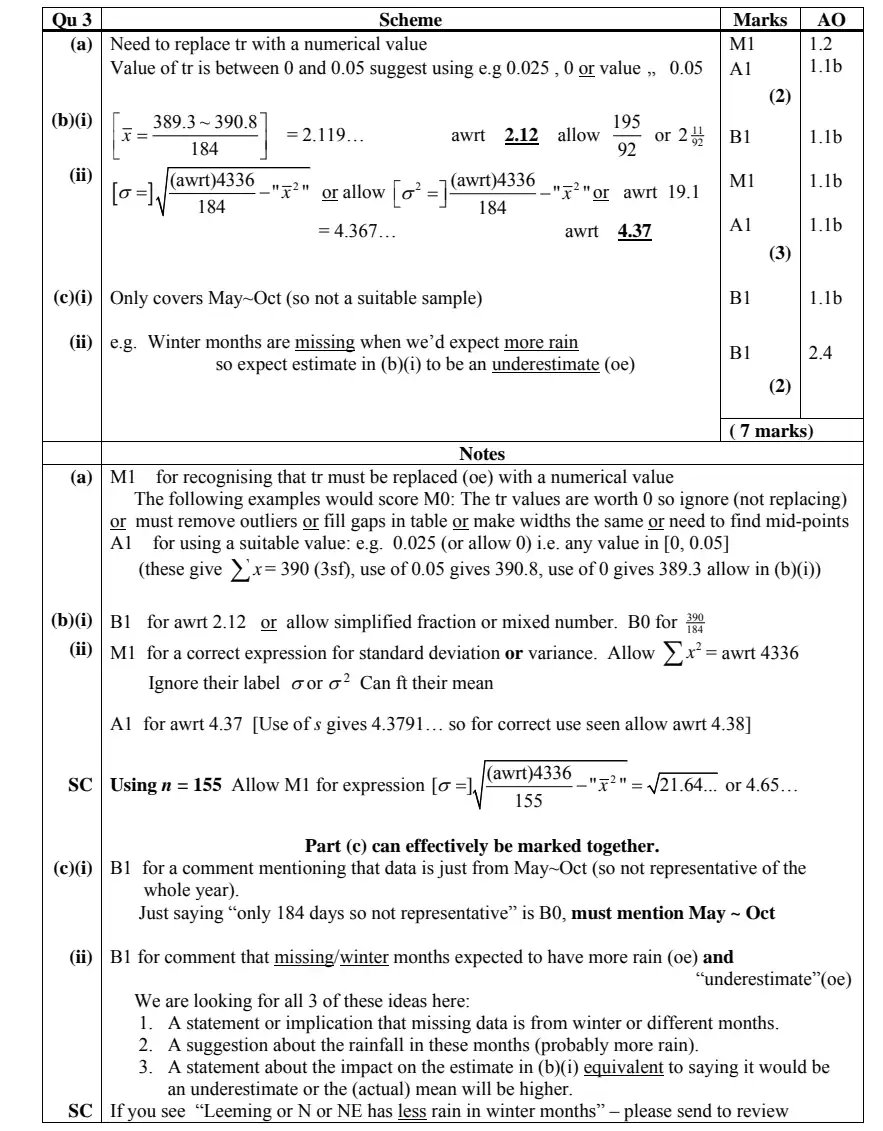 Qu 3 Scheme Marks AO
(a) Need to replace tr with a numerical value M1 1.2
Value of tr is between 0 and 0.05 suggest using e.g 0.025 , 0 or value „ 0.05 A1 1.1b
(2)
(b)(i) [x̄ = (389.3 ~ 390.8)/184] = 2.119… awrt 2.12 allow 195/92 or 2 11/92 B1 1.1b
(ii) [σ =]√((awrt)4336/184 − "x̄²") or allow [σ² =](awrt)4336/184 − "x̄²" or awrt 19.1 M1 1.1b
= 4.367… awrt 4.37 A1 1.1b
(3)
(c)(i) Only covers May~Oct (so not a suitable sample) B1 1.1b
(ii) e.g. Winter months are missing when we’d expect more rain
so expect estimate in (b)(i) to be an underestimate (oe) B1 2.4
(2)
( 7 marks)
Notes
(a) M1 for recognising that tr must be replaced (oe) with a numerical value
The following examples would score M0: The tr values are worth 0 so ignore (not replacing)
or must remove outliers or fill gaps in table or make widths the same or need to find mid-points
A1 for using a suitable value: e.g. 0.025 (or allow 0) i.e. any value in [0, 0.05]
(these give ∑x = 390 (3sf), use of 0.05 gives 390.8, use of 0 gives 389.3 allow in (b)(i))
(b)(i) B1 for awrt 2.12 or allow simplified fraction or mixed number. B0 for 390/184
(ii) M1 for a correct expression for standard deviation or variance. Allow ∑x² = awrt 4336
Ignore their label σ or σ² Can ft their mean
A1 for awrt 4.37 [Use of s gives 4.3791… so for correct use seen allow awrt 4.38]
SC Using n = 155 Allow M1 for expression [σ =]√((awrt)4336/155 − "x̄²") = √21.64... or 4.65…
Part (c) can effectively be marked together.
(c)(i) B1 for a comment mentioning that data is just from May~Oct (so not representative of the
whole year).
Just saying “only 184 days so not representative” is B0, must mention May ~ Oct
(ii) B1 for comment that missing/winter months expected to have more rain (oe) and
“underestimate”(oe)
We are looking for all 3 of these ideas here:
1. A statement or implication that missing data is from winter or different months.
2. A suggestion about the rainfall in these months (probably more rain).
3. A statement about the impact on the estimate in (b)(i) equivalent to saying it would be
an underestimate or the (actual) mean will be higher.
SC If you see “Leeming or N or NE has less rain in winter months” – please send to review